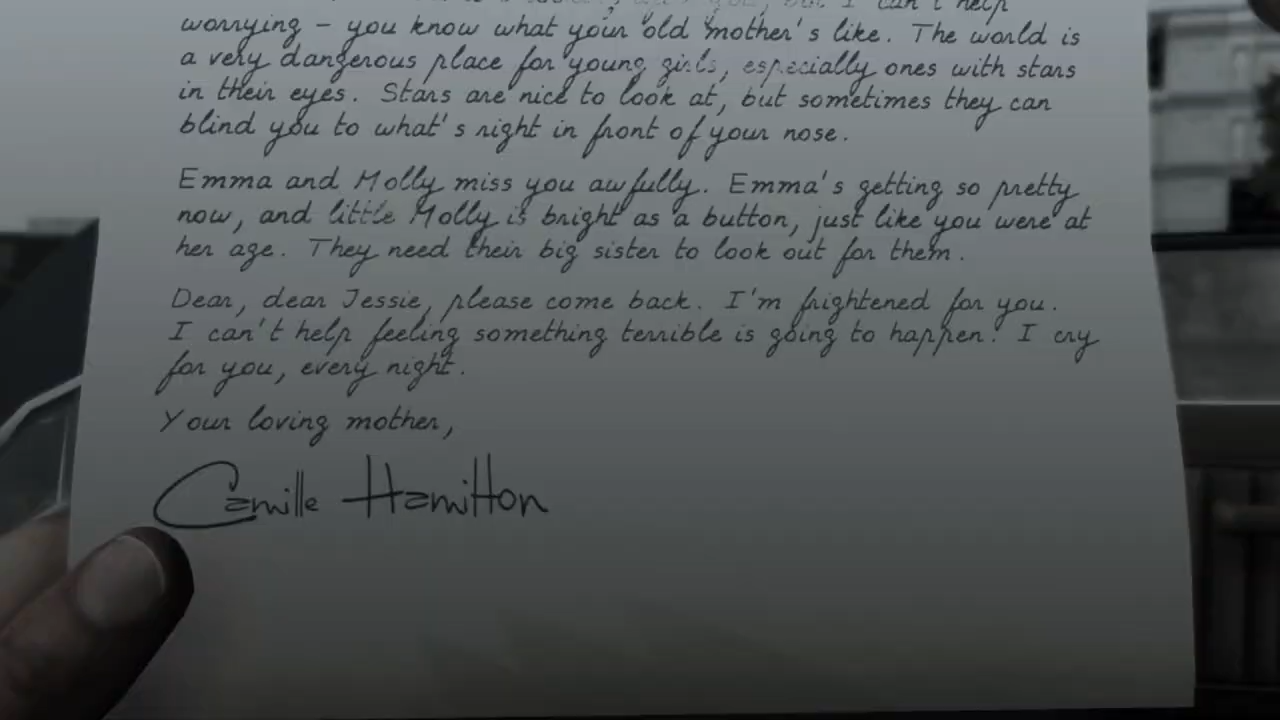 but I can't help
worrying – you know what your old mother's like. The world is
a very dangerous place for young girls, especially ones with stars
in their eyes. Stars are nice to look at, but sometimes they can
blind you to what's right in front of your nose.
Emma and Molly miss you awfully. Emma's getting so pretty
now, and little Molly is bright as a button, just like you were at
her age. They need their big sister to look out for them.
Dear, dear Jessie, please come back. I'm frightened for you.
I can't help feeling something terrible is going to happen. I cry
for you, every night.
Your loving mother,
Camille Hamilton